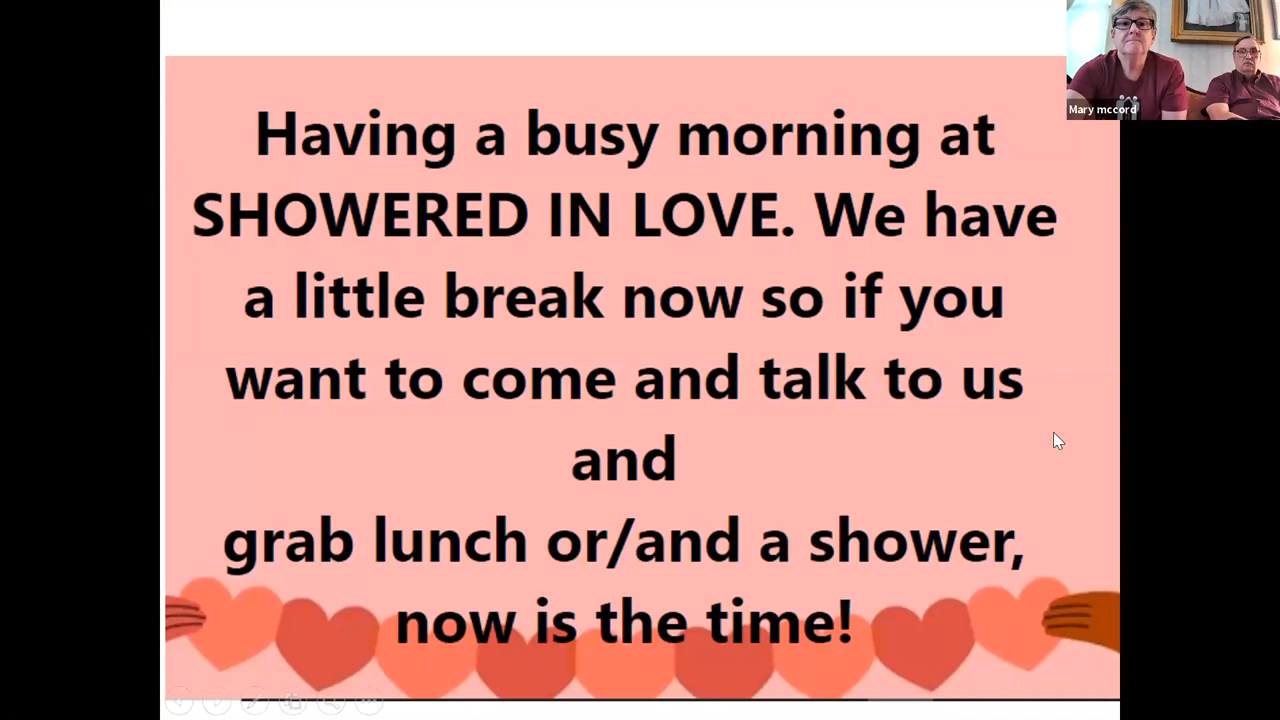 Having a busy morning at
SHOWERED IN LOVE. We have
a little break now so if you
want to come and talk to us
and
grab lunch or/and a shower,
now is the time!
Mary mccord